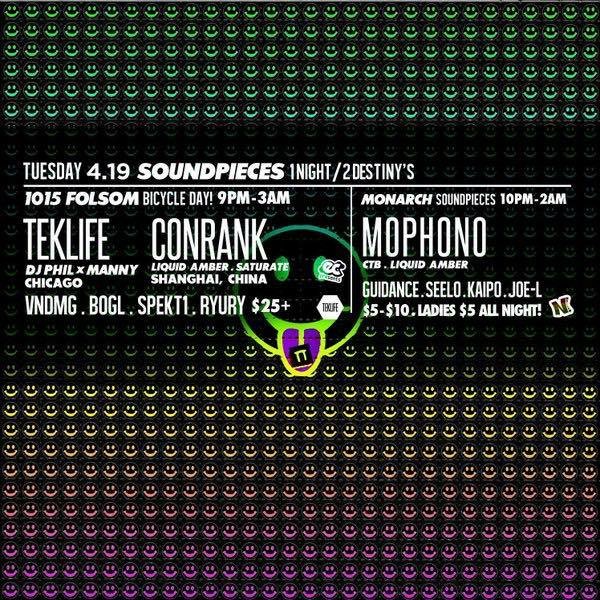 TUESDAY 4.19 SOUNDPIECES 1NIGHT/2DESTINY'S
1015 FOLSOM BICYCLE DAY! 9PM-3AM
TEKLIFE
DJ PHIL x MANNY
CHICAGO
CONRANK
LIQUID AMBER . SATURATE
SHANGHAI, CHINA
VNDMG . BOGL . SPEKT1 . RYURY $25+
TEKLIFE
MONARCH SOUNDPIECES 10PM-2AM
MOPHONO
CTB . LIQUID AMBER
GUIDANCE . SEELO . KAIPO . JOE-L
$5-$10 . LADIES $5 ALL NIGHT!